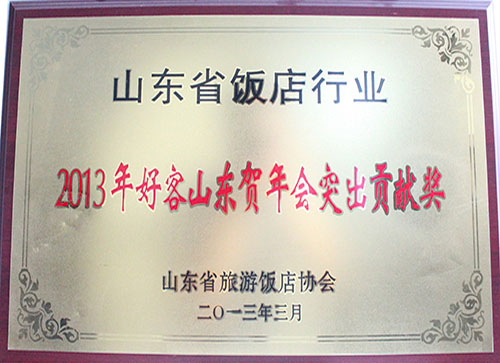 山东省饭店行业
2013年好客山东贺年会突出贡献奖
山东省旅游饭店协会
二〇一三年三月